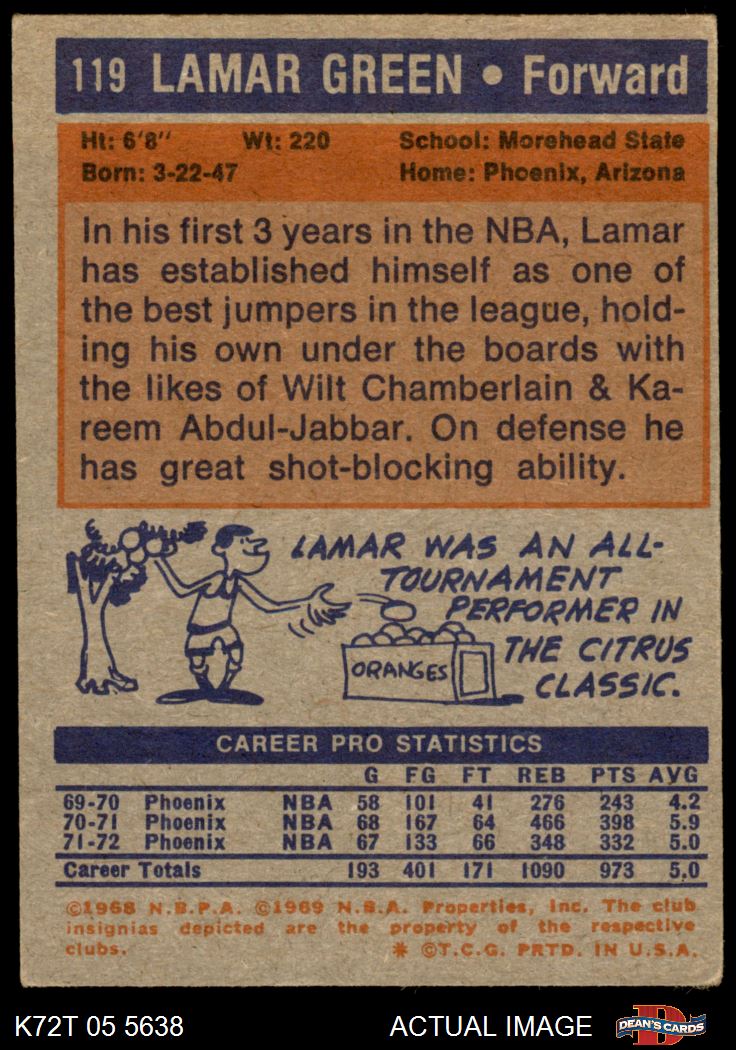 119 LAMAR GREEN • Forward
Ht: 6'8" Wt: 220 School: Morehead State
Born: 3-22-47 Home: Phoenix, Arizona
In his first 3 years in the NBA, Lamar
has established himself as one of
the best jumpers in the league, hold-
ing his own under the boards with
the likes of Wilt Chamberlain & Ka-
reem Abdul-Jabbar. On defense he
has great shot-blocking ability.
LAMAR WAS AN ALL-
TOURNAMENT
PERFORMER IN
THE CITRUS
CLASSIC.
ORANGES
CAREER PRO STATISTICS
G FG FT REB PTS AVG
69-70 Phoenix NBA 58 101 41 276 243 4.2
70-71 Phoenix NBA 68 167 64 466 398 5.9
71-72 Phoenix NBA 67 133 66 348 332 5.0
Career Totals 193 401 171 1090 973 5.0
©1968 N.B.P.A. ©1969 N.B.A. Properties, Inc. The club
insignias depicted are the property of the respective
clubs. * ©T.C.G. PRTD. IN U.S.A.
K72T 05 5638 ACTUAL IMAGE DEAN'S CARDS